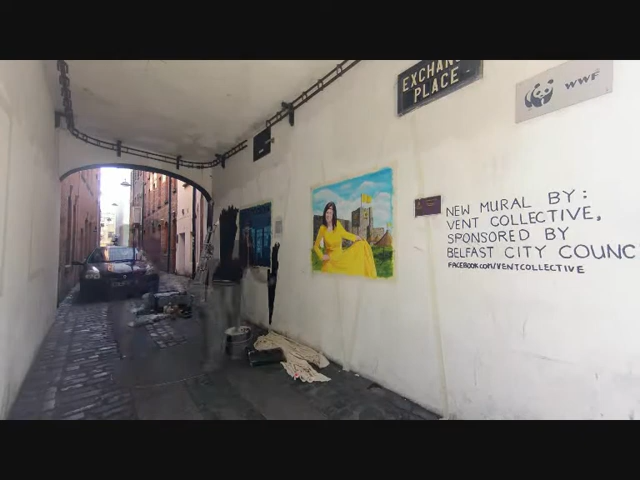 EXCHANGE
PLACE
WWF
NEW MURAL BY:
VENT COLLECTIVE,
SPONSORED BY
BELFAST CITY COUNC
FACEBOOK.COM/VENTCOLLECTIVE